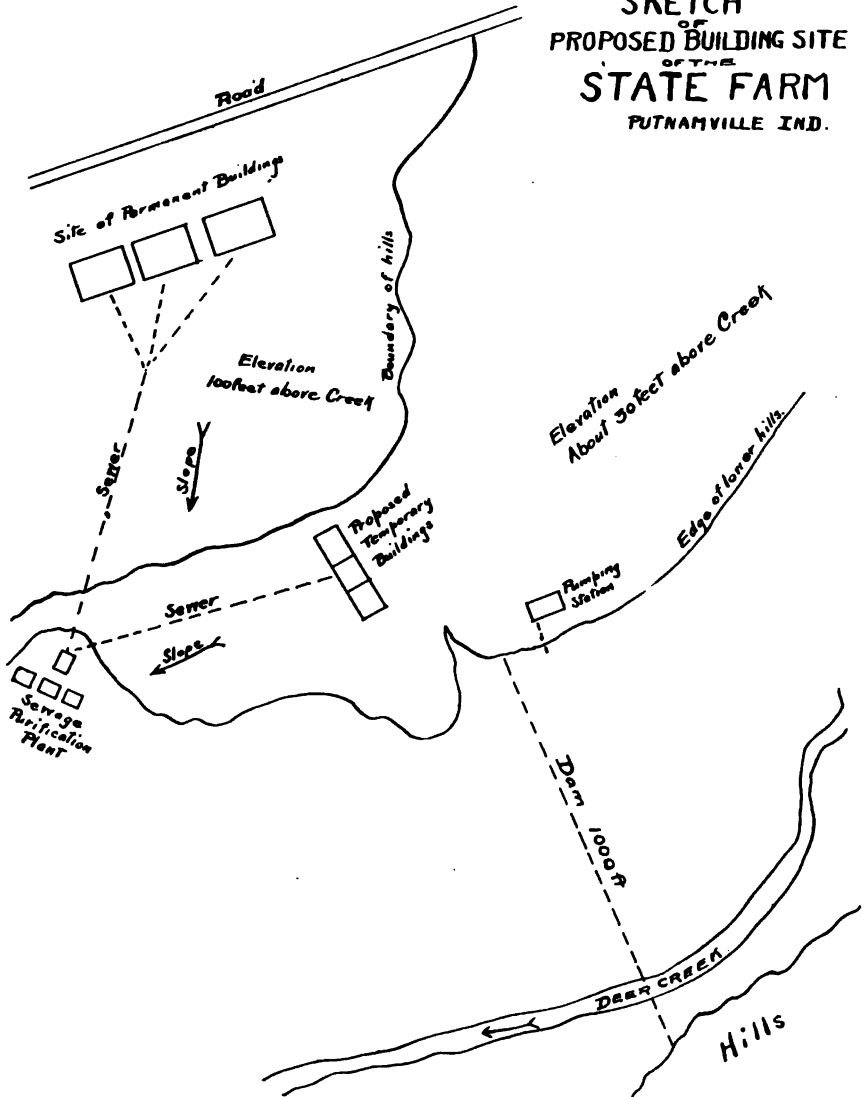 SKETCH
OF
PROPOSED BUILDING SITE
OF THE
STATE FARM
PUTNAMVILLE IND.
Road
Site of Permanent Buildings
Boundary of hills
Elevation
100 feet above Creek
Elevation
About 30 feet above Creek
Sewer
Slope
Proposed
Temporary
Buildings
Edge of lower hills.
Pumping
Station
Sewer
Slope
Sewage
Purification
Plant
Dam 1000 ft
DEER CREEK
Hills